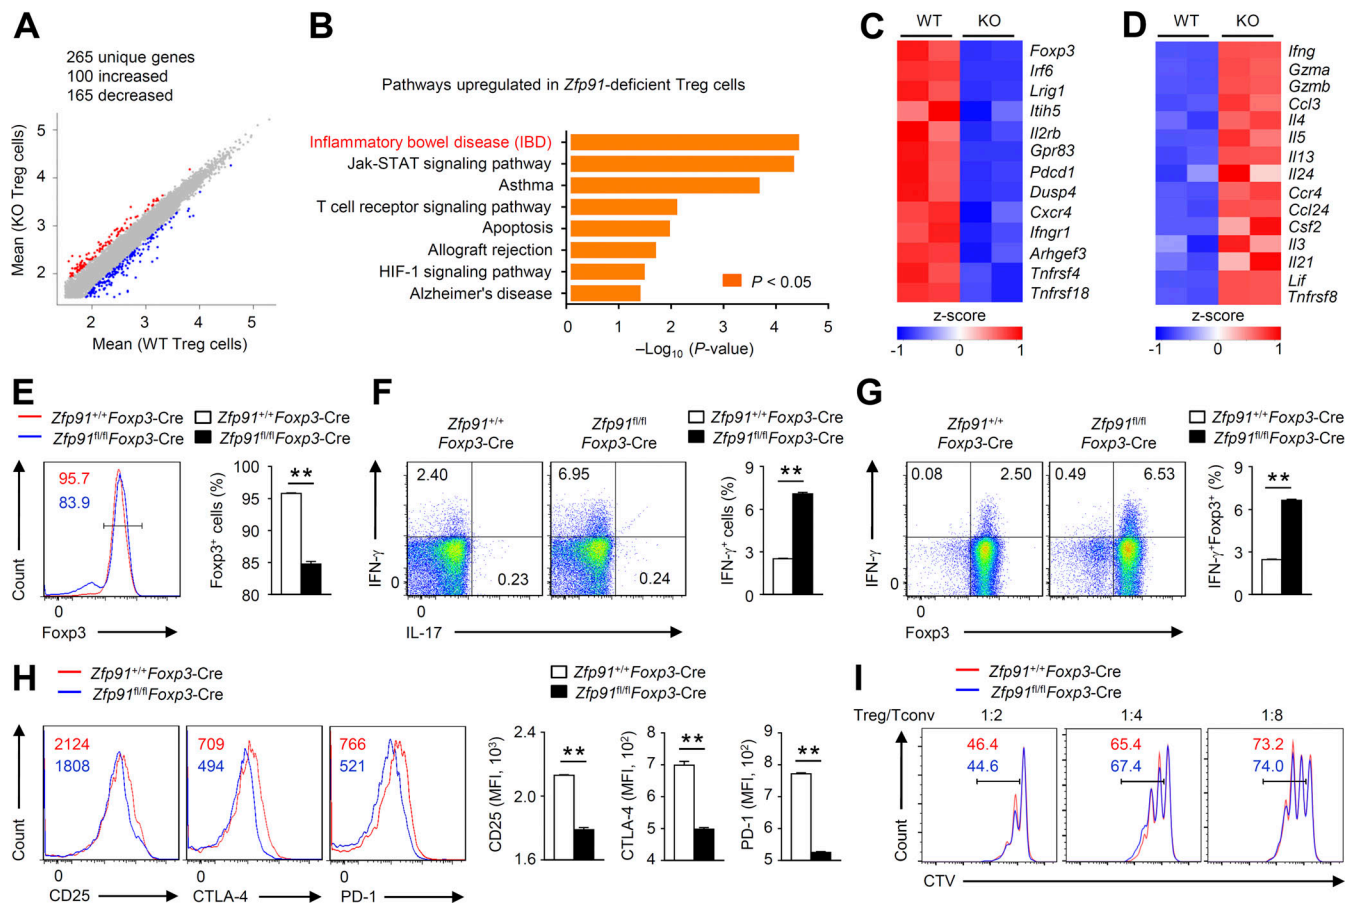 A
265 unique genes
100 increased
165 decreased
Mean (KO Treg cells)
5
4
3
2
2 3 4 5
Mean (WT Treg cells)
B
Pathways upregulated in Zfp91-deficient Treg cells
Inflammatory bowel disease (IBD)
Jak-STAT signaling pathway
Asthma
T cell receptor signaling pathway
Apoptosis
Allograft rejection
HIF-1 signaling pathway
Alzheimer's disease
P < 0.05
0 1 2 3 4 5
–Log₁₀ (P-value)
C
WT KO
Foxp3
Irf6
Lrig1
Itih5
Il2rb
Gpr83
Pdcd1
Dusp4
Cxcr4
Ifngr1
Arhgef3
Tnfrsf4
Tnfrsf18
z-score
-1 0 1
D
WT KO
Ifng
Gzma
Gzmb
Ccl3
Il4
Il5
Il13
Il24
Ccr4
Ccl24
Csf2
Il3
Il21
Lif
Tnfrsf8
z-score
-1 0 1
E
Zfp91⁺/⁺Foxp3-Cre
Zfp91fl/flFoxp3-Cre
Zfp91⁺/⁺Foxp3-Cre
Zfp91fl/flFoxp3-Cre
Count
95.7
83.9
0
Foxp3
Foxp3⁺ cells (%)
100
95
90
85
80
**
F
Zfp91⁺/⁺
Foxp3-Cre
Zfp91fl/fl
Foxp3-Cre
Zfp91⁺/⁺Foxp3-Cre
Zfp91fl/flFoxp3-Cre
IFN-γ
0
2.40
0.23
6.95
0.24
0
IL-17
IFN-γ⁺ cells (%)
9
6
3
0
**
G
Zfp91⁺/⁺
Foxp3-Cre
Zfp91fl/fl
Foxp3-Cre
Zfp91⁺/⁺Foxp3-Cre
Zfp91fl/flFoxp3-Cre
IFN-γ
0
0.08 2.50
0.49 6.53
0
Foxp3
IFN-γ⁺Foxp3⁺ (%)
9
6
3
0
**
H
Zfp91⁺/⁺Foxp3-Cre
Zfp91fl/flFoxp3-Cre
Zfp91⁺/⁺Foxp3-Cre
Zfp91fl/flFoxp3-Cre
Count
2124
1808
0
CD25
709
494
0
CTLA-4
766
521
0
PD-1
CD25 (MFI, 10³)
2.4
2.0
1.6
**
CTLA-4 (MFI, 10²)
8
7
6
5
4
**
PD-1 (MFI, 10²)
9
8
7
6
5
**
I
Zfp91⁺/⁺Foxp3-Cre
Zfp91fl/flFoxp3-Cre
Treg/Tconv 1:2 1:4 1:8
Count
46.4
44.6
65.4
67.4
73.2
74.0
CTV